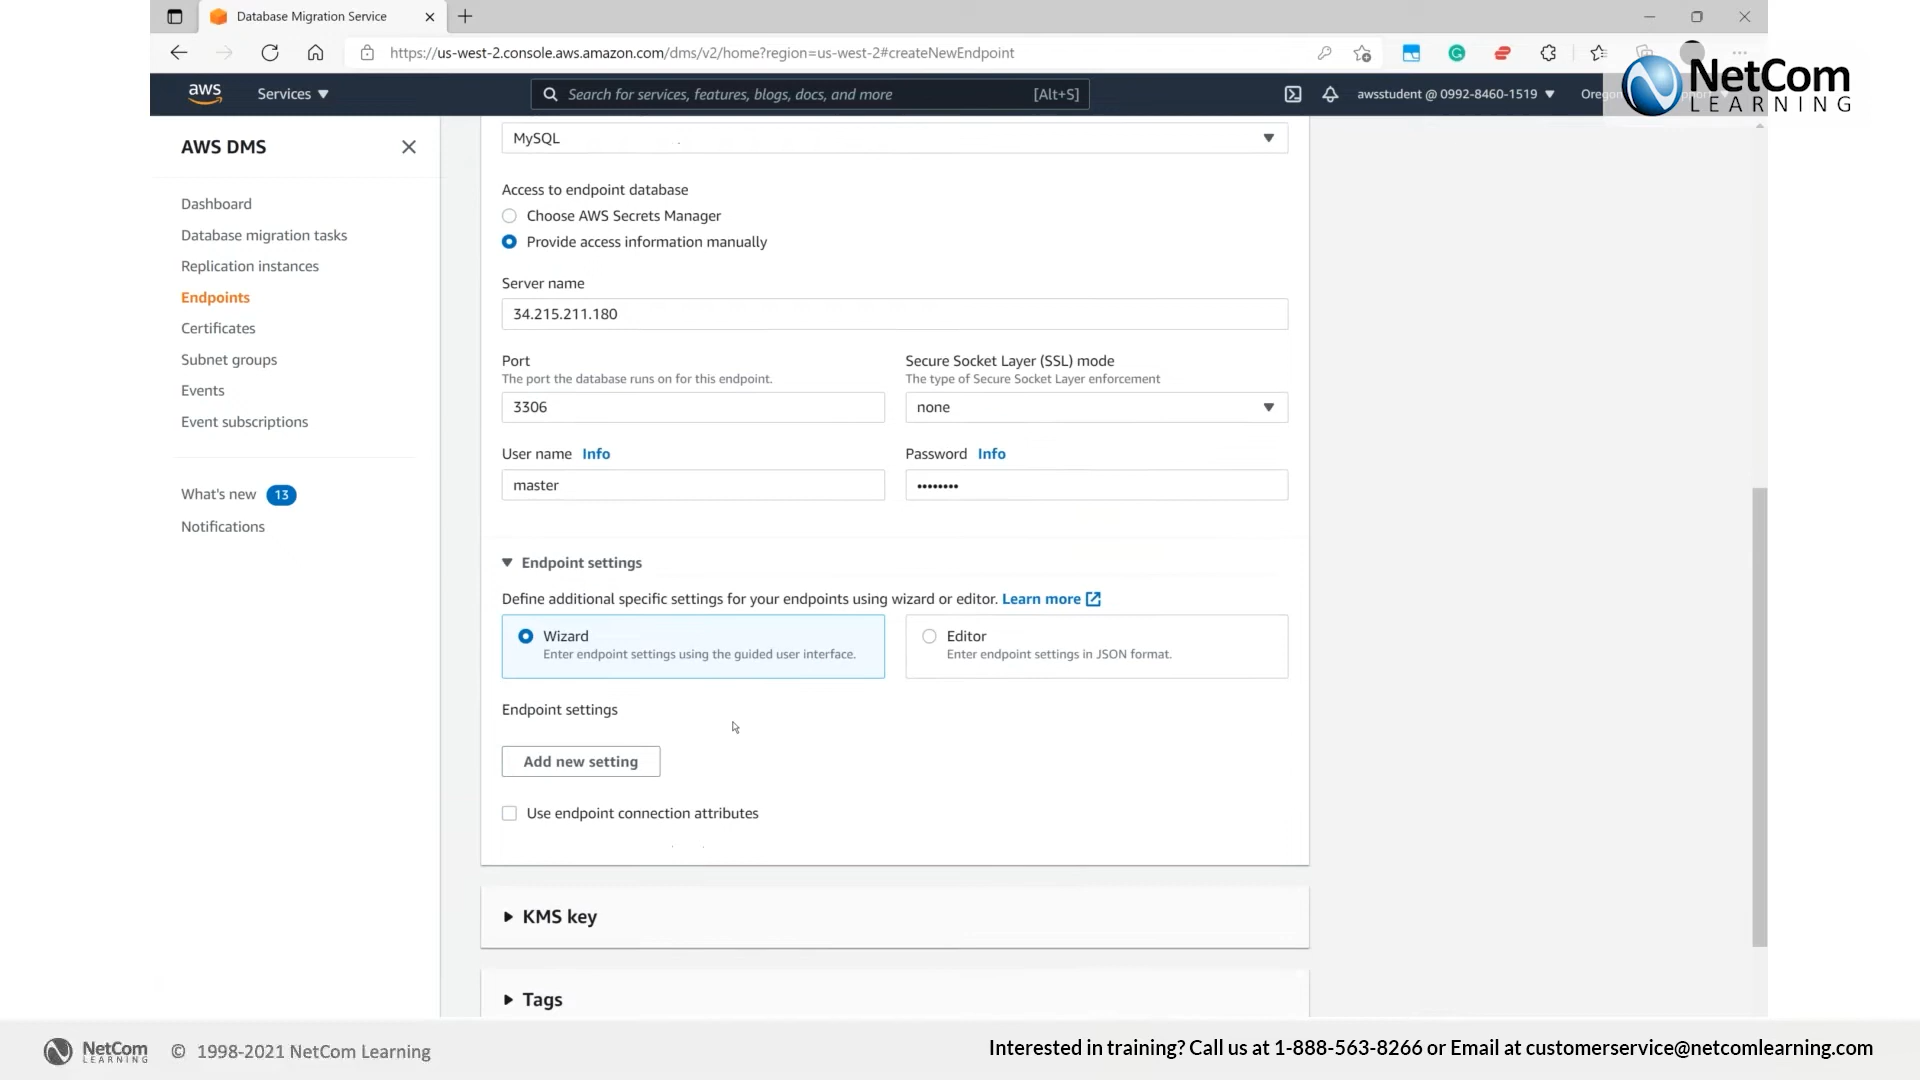 Database Migration Service
https://us-west-2.console.aws.amazon.com/dms/v2/home?region=us-west-2#createNewEndpoint
NetCom
LEARNING
aws
Services
Search for services, features, blogs, docs, and more
[Alt+S]
awsstudent @ 0992-8460-1519
AWS DMS
Dashboard
Database migration tasks
Replication instances
Endpoints
Certificates
Subnet groups
Events
Event subscriptions
What's new 13
Notifications
MySQL
Access to endpoint database
Choose AWS Secrets Manager
Provide access information manually
Server name
34.215.211.180
Port
The port the database runs on for this endpoint.
3306
Secure Socket Layer (SSL) mode
The type of Secure Socket Layer enforcement
none
User name Info
master
Password Info
••••••••
Endpoint settings
Define additional specific settings for your endpoints using wizard or editor. Learn more
Wizard
Enter endpoint settings using the guided user interface.
Editor
Enter endpoint settings in JSON format.
Endpoint settings
Add new setting
Use endpoint connection attributes
KMS key
Tags
NetCom
LEARNING
© 1998-2021 NetCom Learning
Interested in training? Call us at 1-888-563-8266 or Email at customerservice@netcomlearning.com